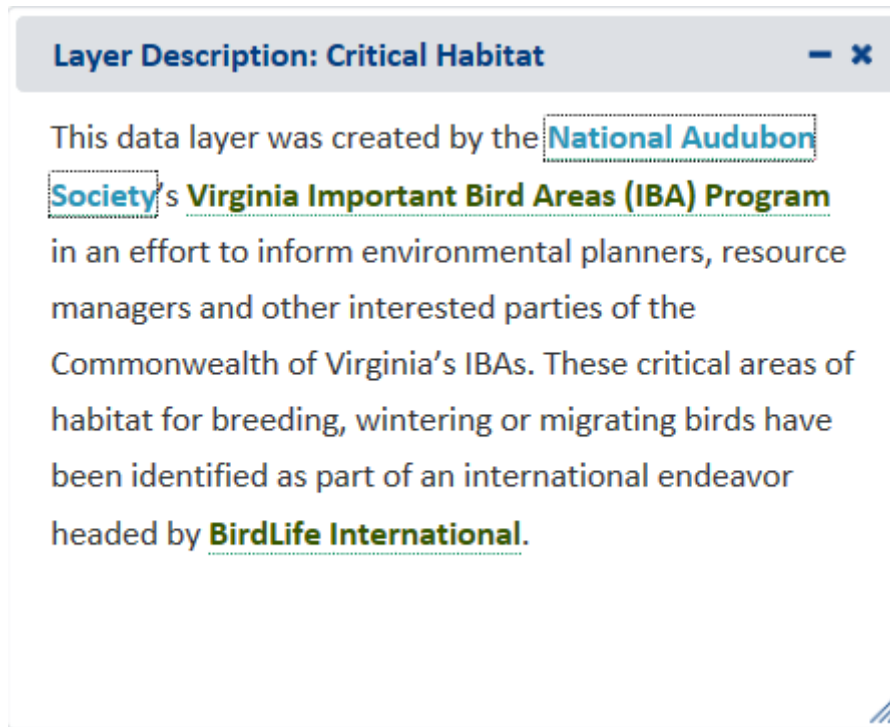 Layer Description: Critical Habitat
This data layer was created by the National Audubon
Society’s Virginia Important Bird Areas (IBA) Program
in an effort to inform environmental planners, resource
managers and other interested parties of the
Commonwealth of Virginia’s IBAs. These critical areas of
habitat for breeding, wintering or migrating birds have
been identified as part of an international endeavor
headed by BirdLife International.